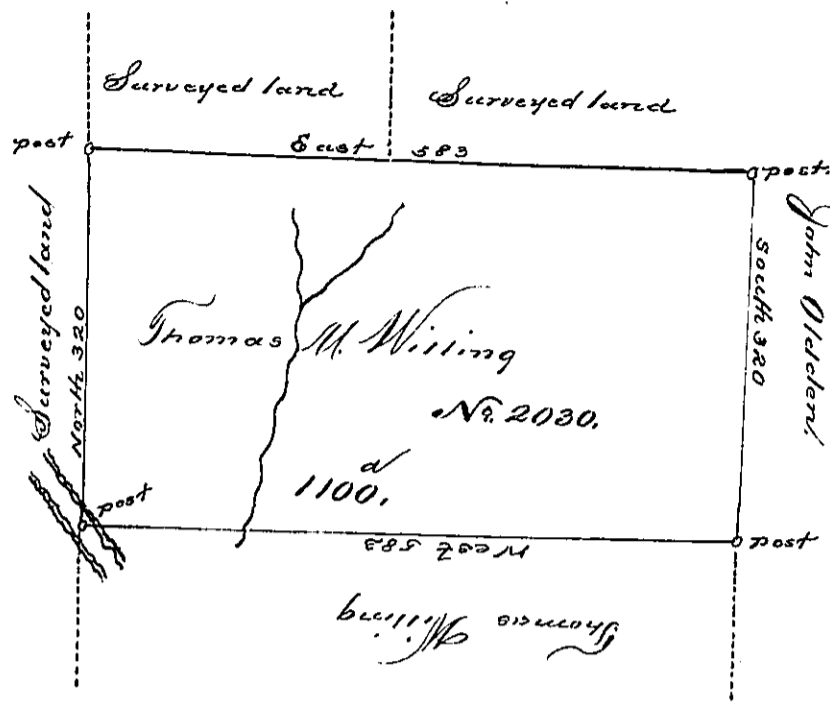 Surveyed land
Surveyed land
post
East 583
post.
Surveyed land
North 320
South 320
John Olden.
Thomas M. Willing
No. 2030.
1100. a
post
West 583
post
Thomas Willing